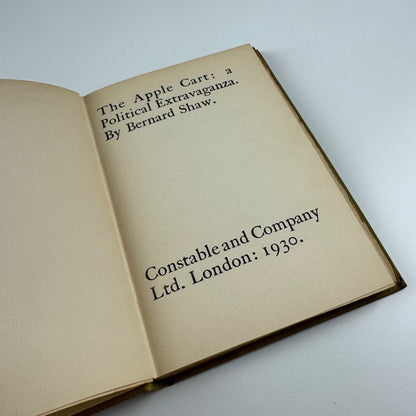 The Apple Cart: a
Political Extravaganza.
By Bernard Shaw.
Constable and Company
Ltd. London: 1930.